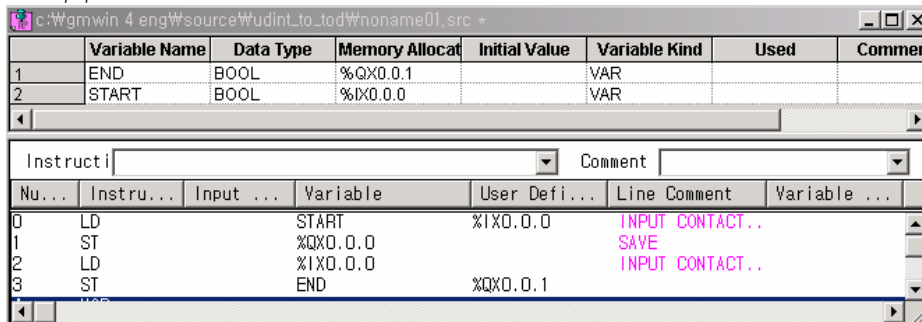 c:₩gmwin 4 eng₩source₩udint_to_tod₩noname01.src *
Variable Name Data Type Memory Allocat Initial Value Variable Kind Used Commen
1 END BOOL %QX0.0.1 VAR
2 START BOOL %IX0.0.0 VAR
Instructi Comment
Nu... Instru... Input ... Variable User Defi... Line Comment Variable ...
0 LD START %IX0.0.0 INPUT CONTACT..
1 ST %QX0.0.0 SAVE
2 LD %IX0.0.0 INPUT CONTACT..
3 ST END %QX0.0.1